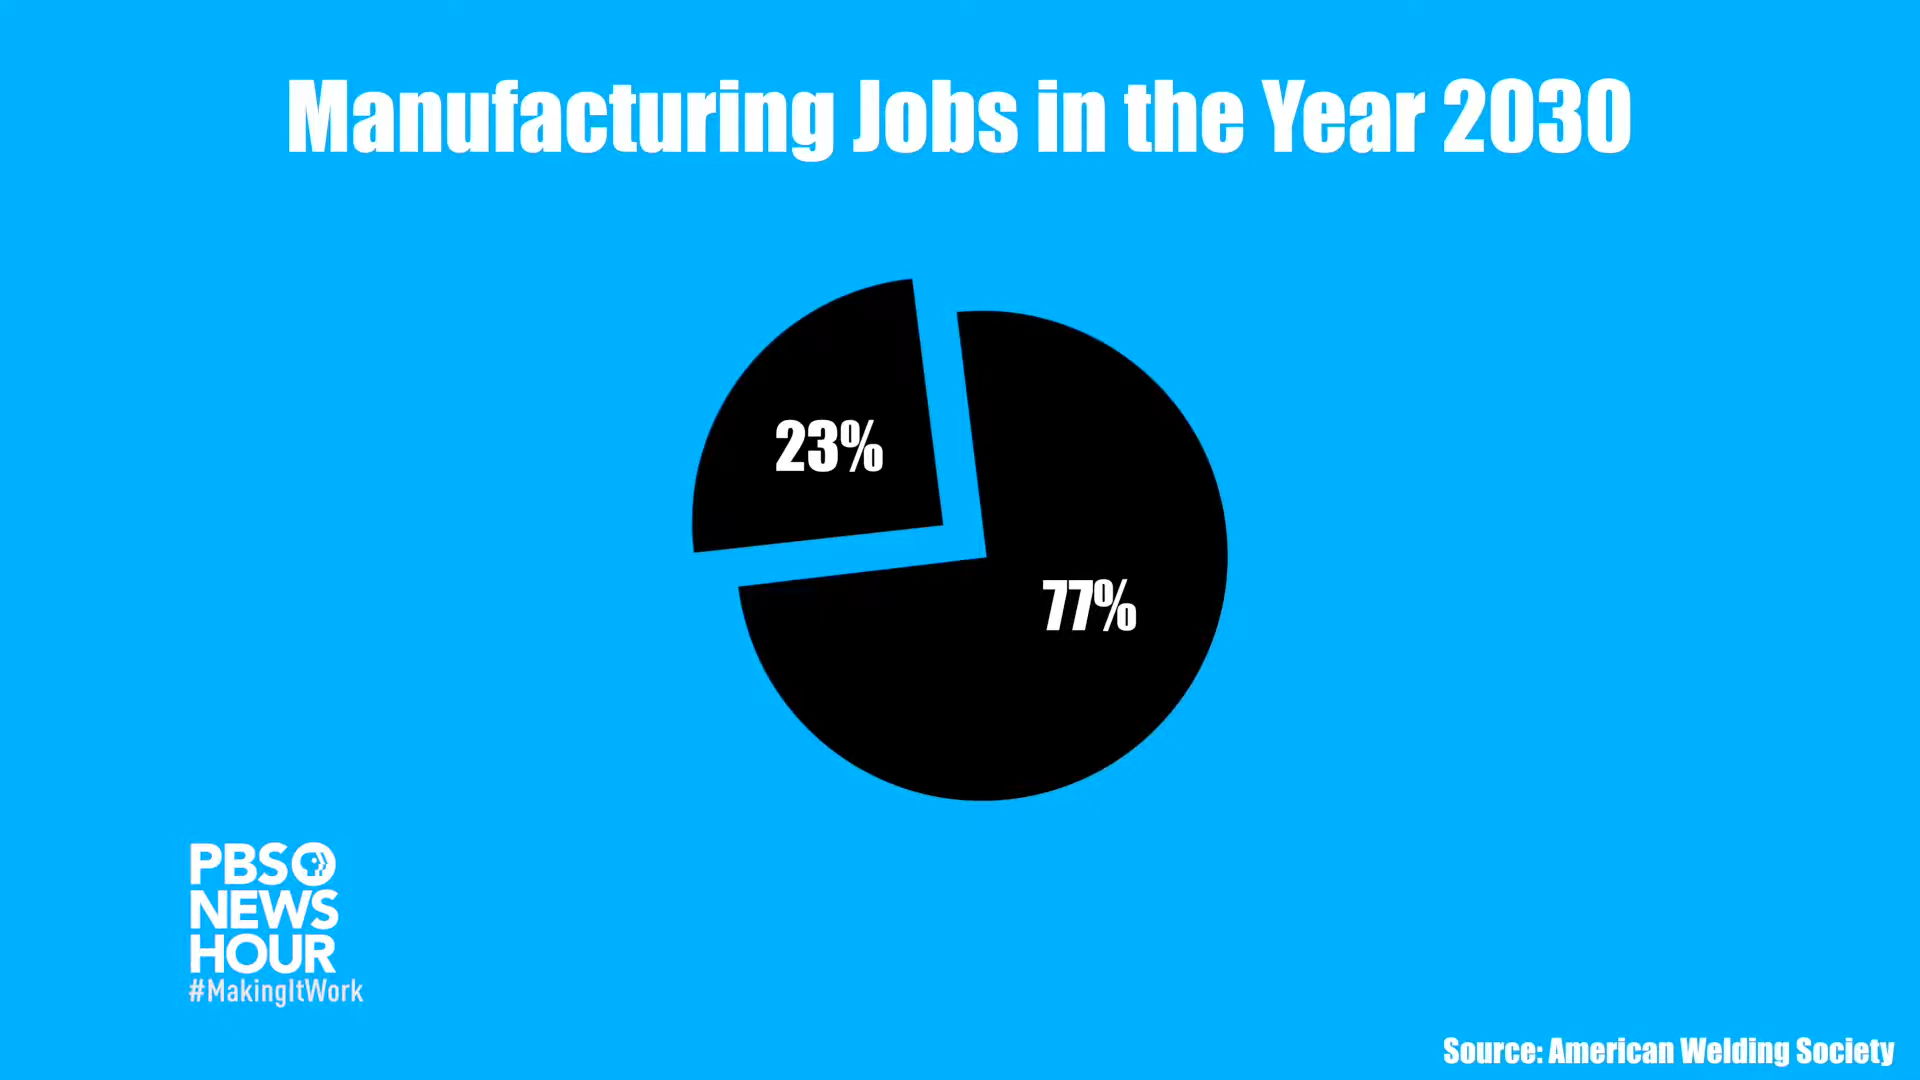 Manufacturing Jobs in the Year 2030
23%
77%
PBS
NEWS
HOUR
#MakingItWork
Source: American Welding Society